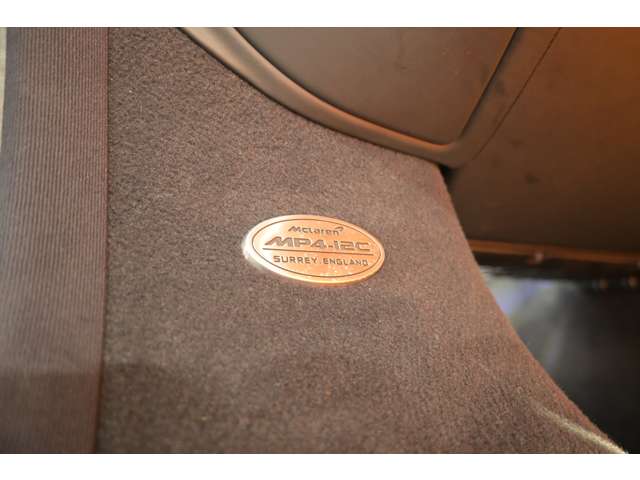 McLaren
MP4-12C
SURREY, ENGLAND